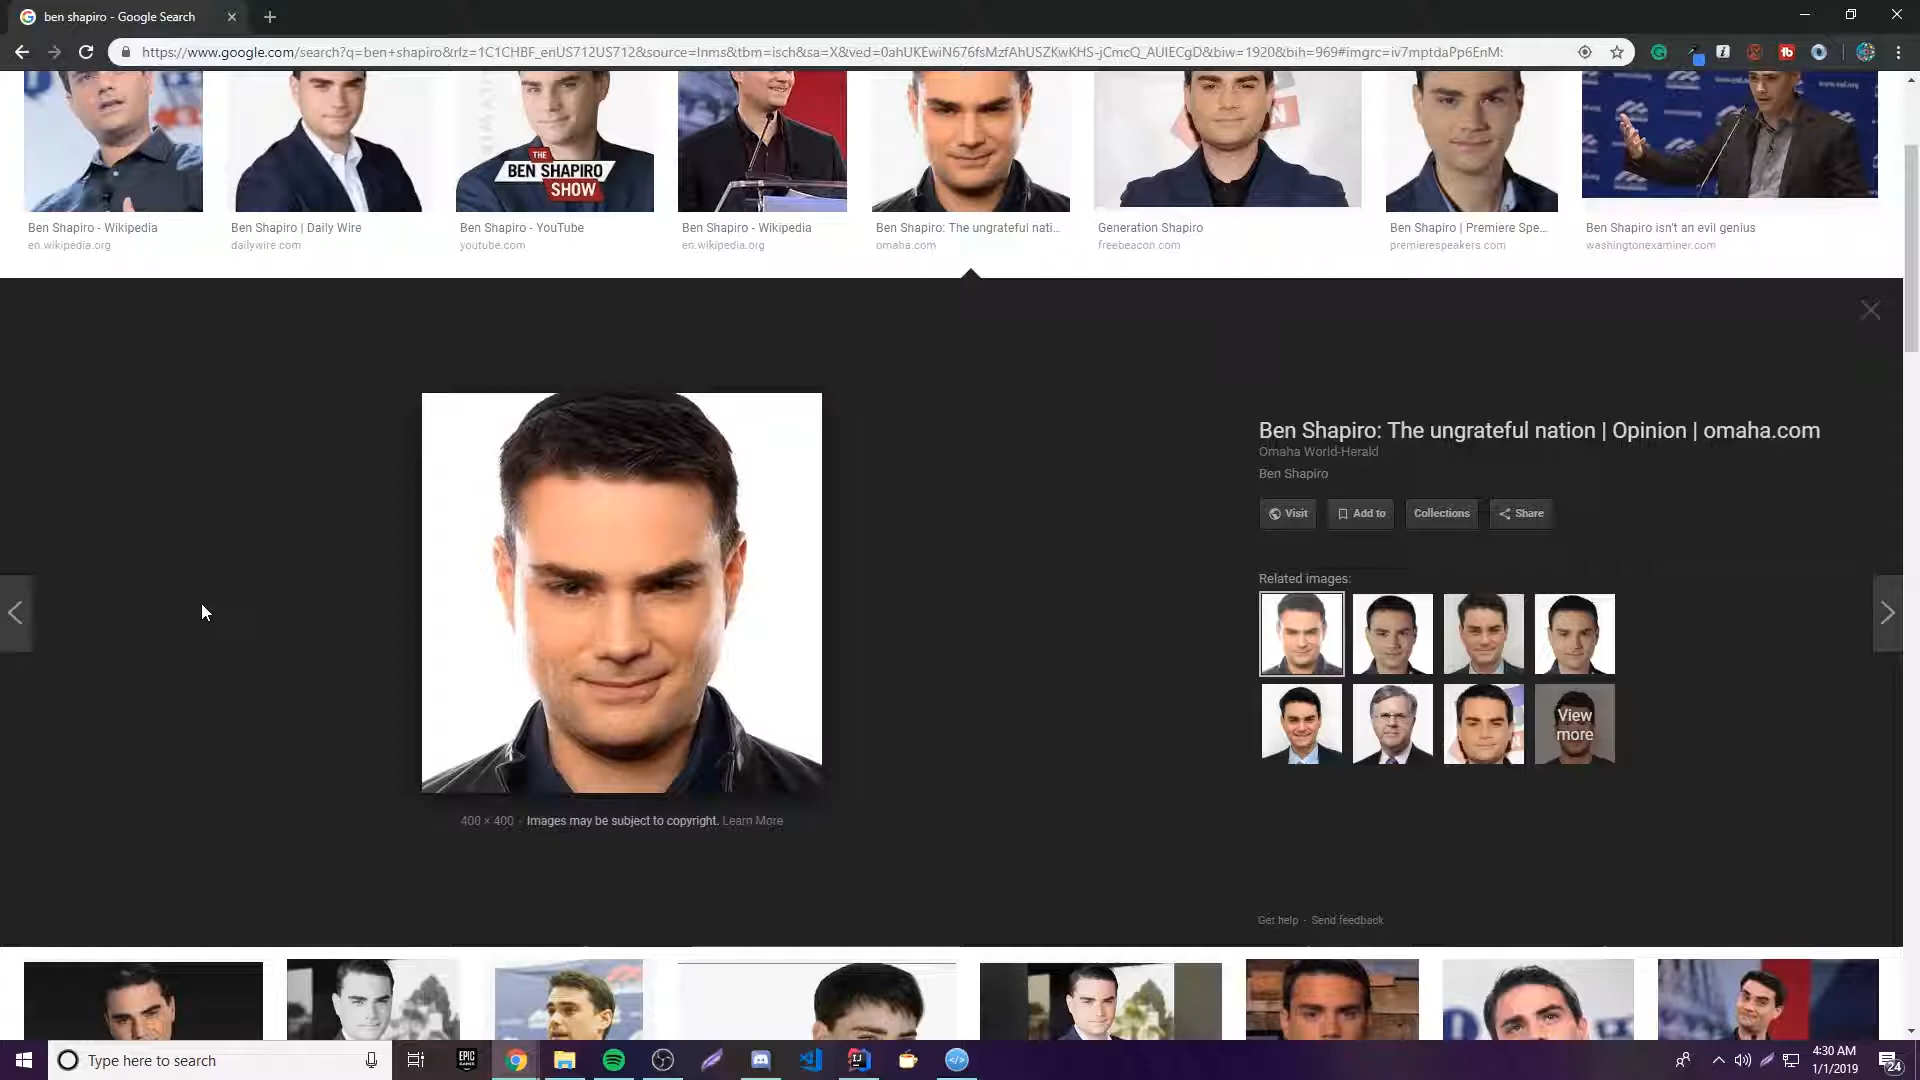 ben shapiro - Google Search
https://www.google.com/search?q=ben+shapiro&rlz=1C1CHBF_enUS712US712&source=lnms&tbm=isch&sa=X&ved=0ahUKEwiN676fsMzfAhUSZKwKHS-jCmcQ_AUIECgD&biw=1920&bih=969#imgrc=iv7mptdaPp6EnM:
THE
BEN SHAPIRO
SHOW
Ben Shapiro - Wikipedia
en.wikipedia.org
Ben Shapiro | Daily Wire
dailywire.com
Ben Shapiro - YouTube
youtube.com
Ben Shapiro - Wikipedia
en.wikipedia.org
Ben Shapiro: The ungrateful nati...
omaha.com
Generation Shapiro
freebeacon.com
Ben Shapiro | Premiere Spe...
premierespeakers.com
Ben Shapiro isn't an evil genius
washingtonexaminer.com
Ben Shapiro: The ungrateful nation | Opinion | omaha.com
Omaha World-Herald
Ben Shapiro
Visit
Add to
Collections
Share
Related images:
View
more
400 × 400 - Images may be subject to copyright. Learn More
Get help - Send feedback
Type here to search
EPIC
GAMES
IJ
4:30 AM
1/1/2019
24